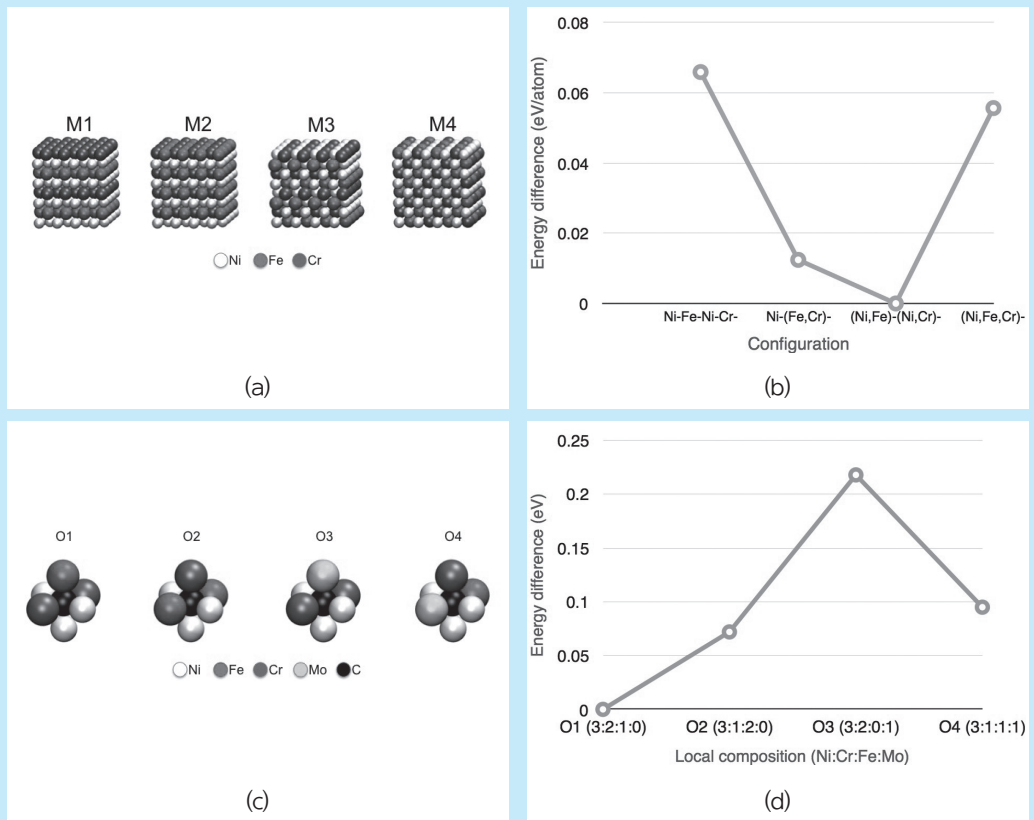 M1 M2 M3 M4
Ni Fe Cr
(a)
Energy difference (eV/atom)
0.08
0.06
0.04
0.02
0
Ni-Fe-Ni-Cr- Ni-(Fe,Cr)- (Ni,Fe)-(Ni,Cr)- (Ni,Fe,Cr)-
Configuration
(b)
O1 O2 O3 O4
Ni Fe Cr Mo C
(c)
Energy difference (eV)
0.25
0.2
0.15
0.1
0.05
0
O1 (3:2:1:0) O2 (3:1:2:0) O3 (3:2:0:1) O4 (3:1:1:1)
Local composition (Ni:Cr:Fe:Mo)
(d)